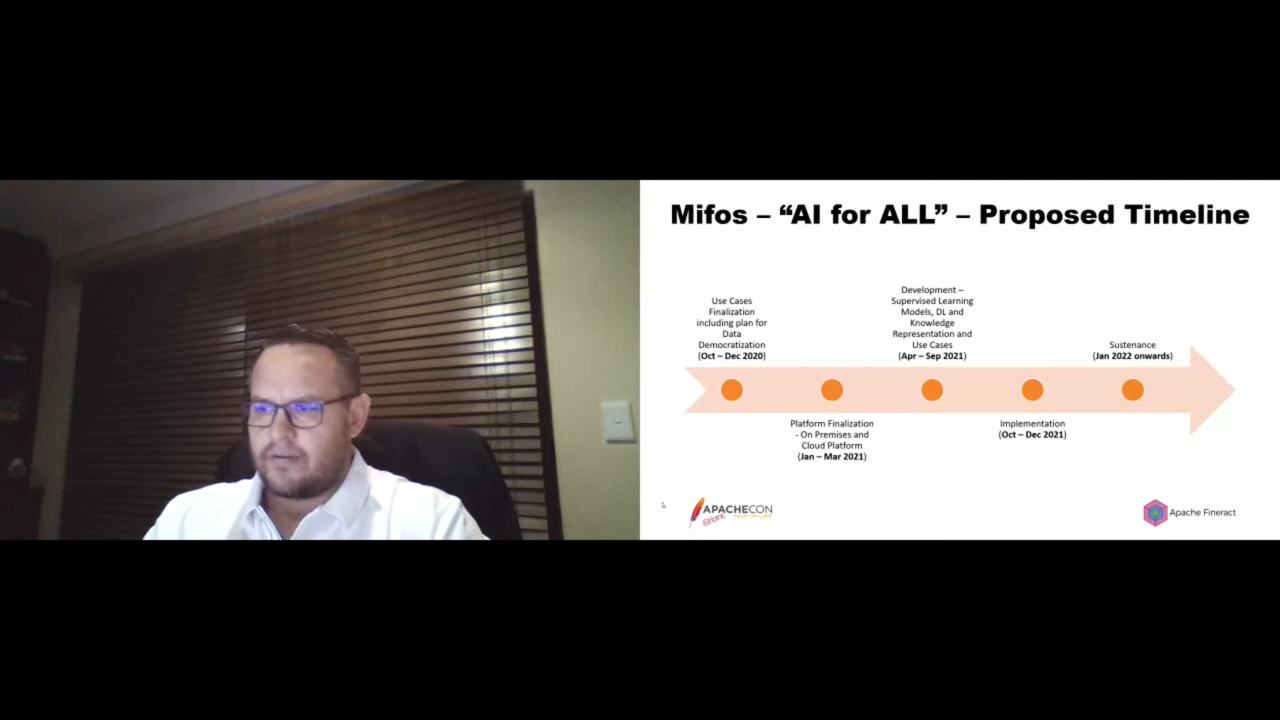 Mifos – “AI for ALL” – Proposed Timeline
Use Cases
Finalization
including plan for
Data
Democratization
(Oct – Dec 2020)
Platform Finalization
- On Premises and
Cloud Platform
(Jan – Mar 2021)
Development –
Supervised Learning
Models, DL and
Knowledge
Representation and
Use Cases
(Apr – Sep 2021)
Implementation
(Oct – Dec 2021)
Sustenance
(Jan 2022 onwards)
APACHECON
@Home
Apache Fineract